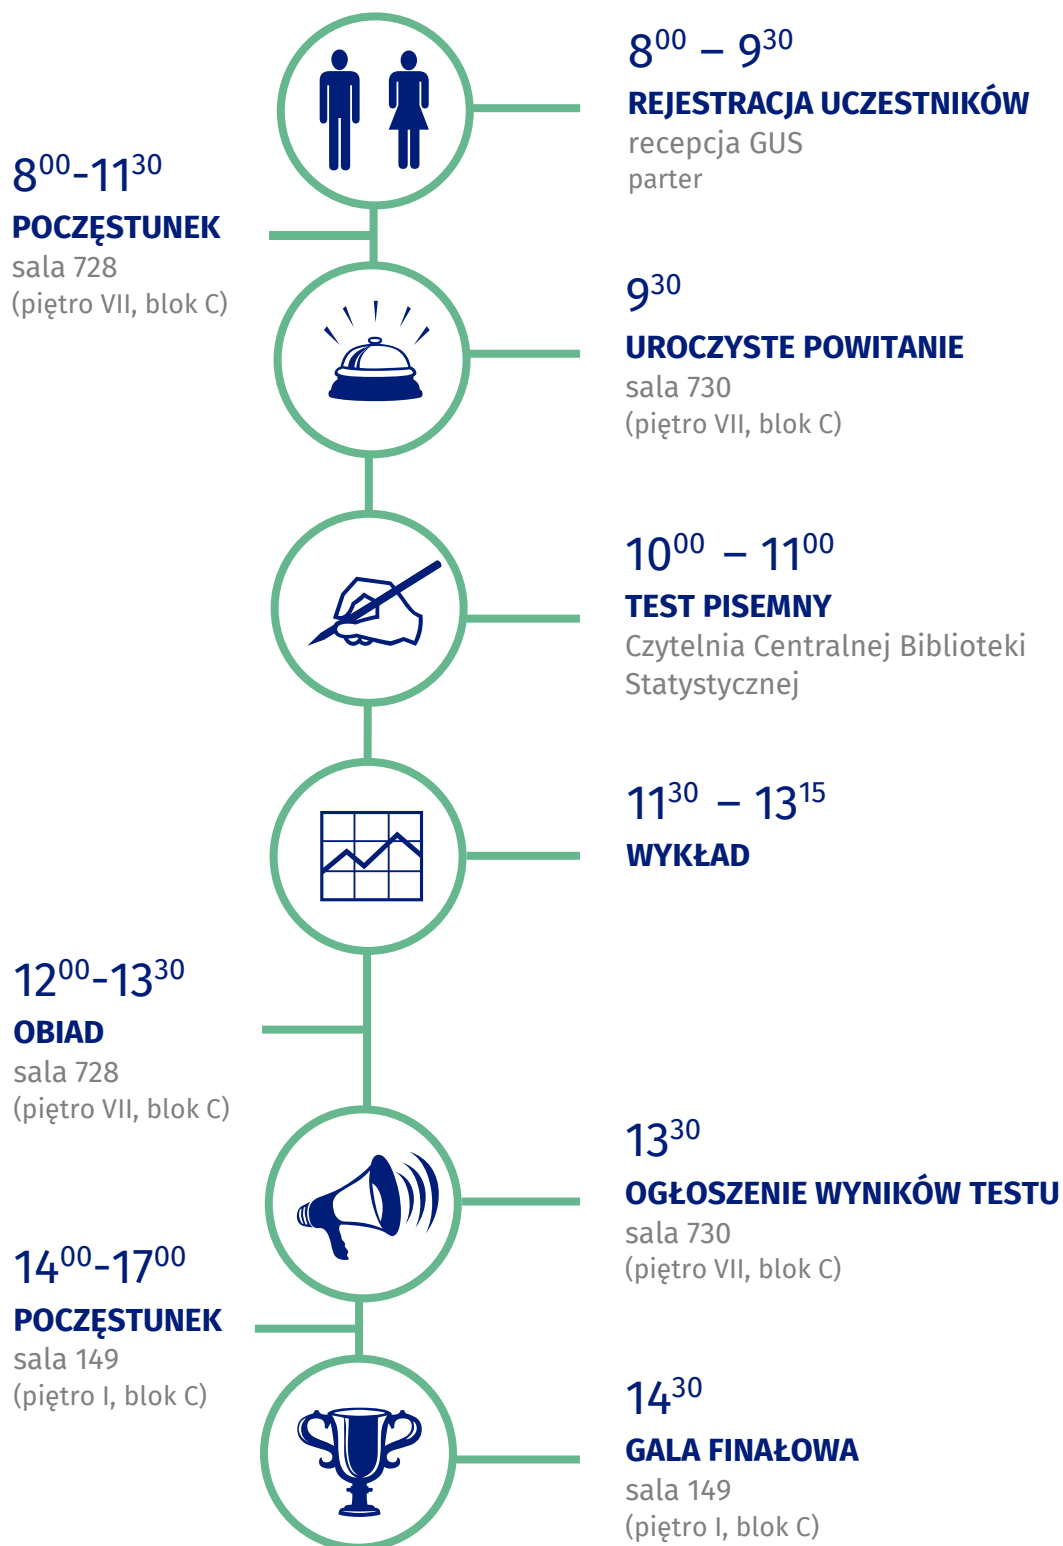 8⁰⁰ – 9³⁰
REJESTRACJA UCZESTNIKÓW
recepcja GUS
parter
8⁰⁰-11³⁰
POCZĘSTUNEK
sala 728
(piętro VII, blok C)
9³⁰
UROCZYSTE POWITANIE
sala 730
(piętro VII, blok C)
10⁰⁰ – 11⁰⁰
TEST PISEMNY
Czytelnia Centralnej Biblioteki
Statystycznej
11³⁰ – 13¹⁵
WYKŁAD
12⁰⁰-13³⁰
OBIAD
sala 728
(piętro VII, blok C)
13³⁰
OGŁOSZENIE WYNIKÓW TESTU
sala 730
(piętro VII, blok C)
14⁰⁰-17⁰⁰
POCZĘSTUNEK
sala 149
(piętro I, blok C)
14³⁰
GALA FINAŁOWA
sala 149
(piętro I, blok C)